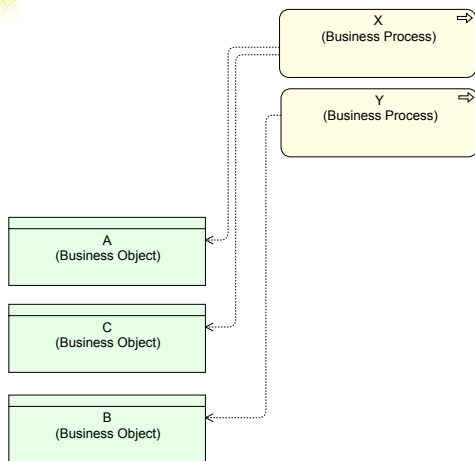 X
(Business Process)
Y
(Business Process)
A
(Business Object)
C
(Business Object)
B
(Business Object)